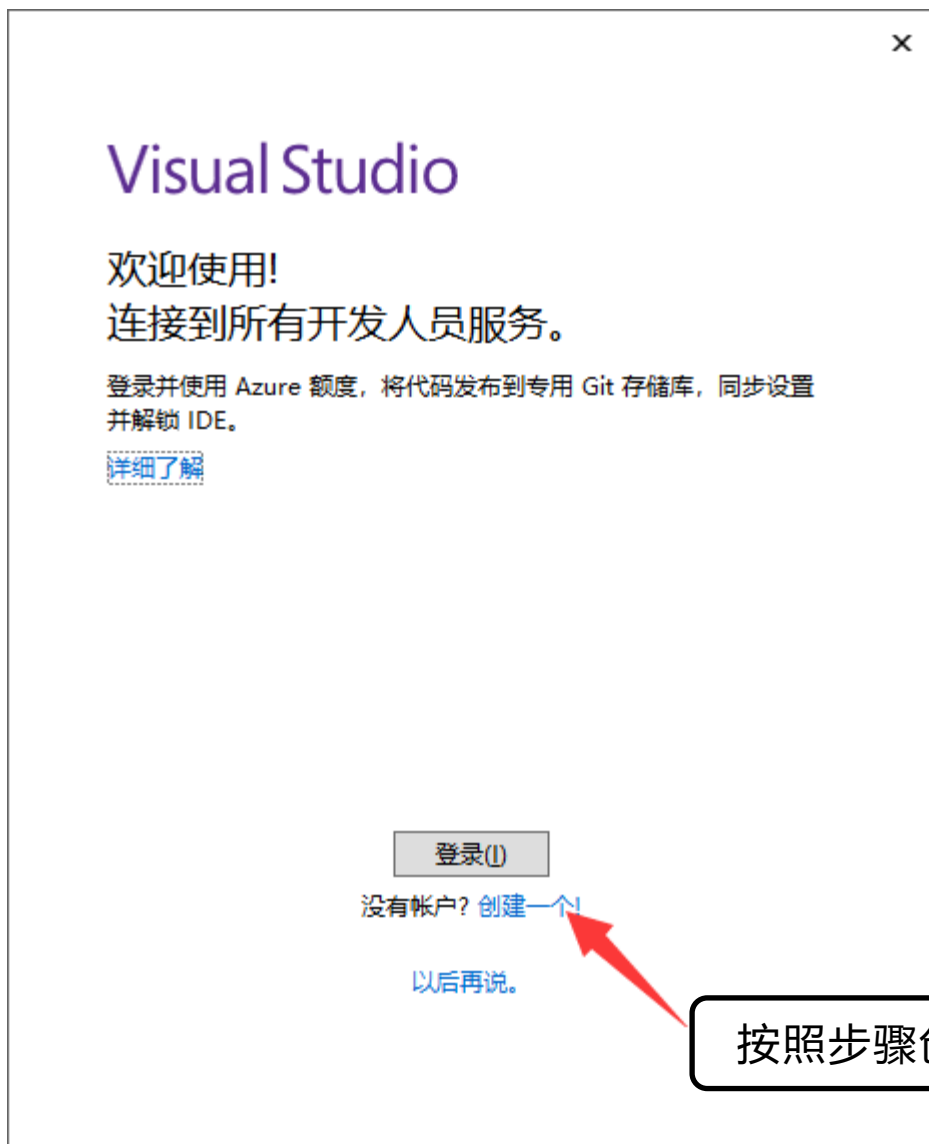 Visual Studio
欢迎使用!
连接到所有开发人员服务。
登录并使用 Azure 额度，将代码发布到专用 Git 存储库，同步设置
并解锁 IDE。
详细了解
登录(I)
没有帐户? 创建一个!
以后再说。
按照步骤